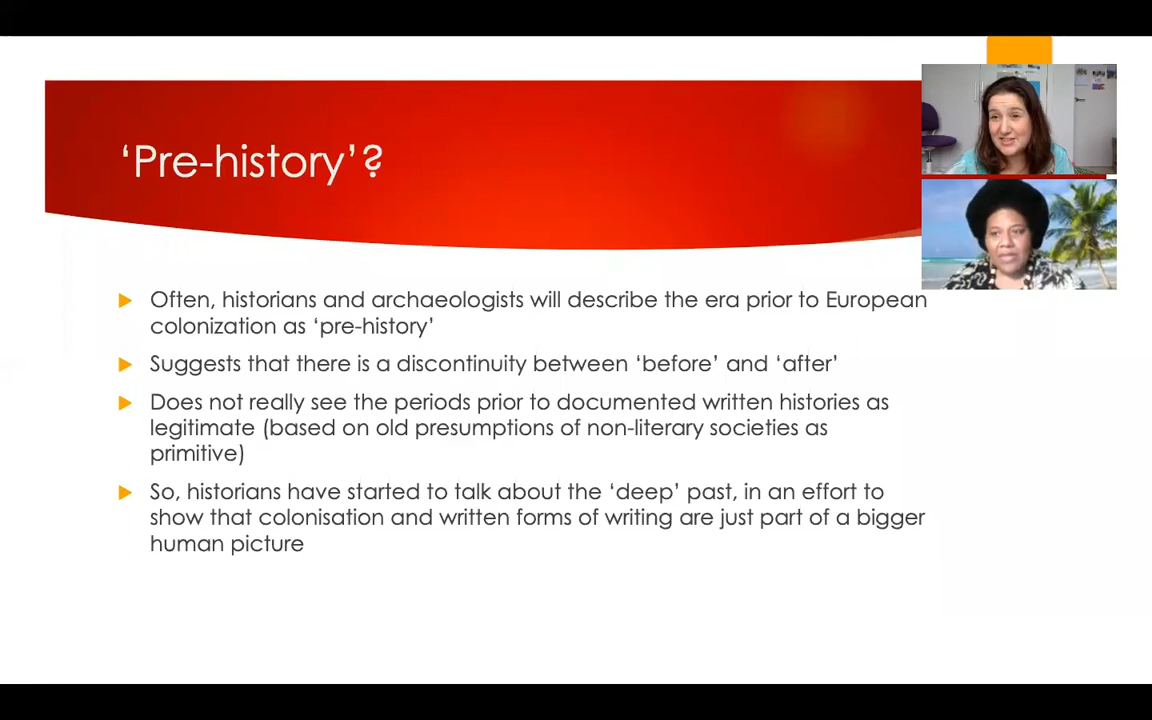 ‘Pre-history’?
Often, historians and archaeologists will describe the era prior to European
colonization as ‘pre-history’
Suggests that there is a discontinuity between ‘before’ and ‘after’
Does not really see the periods prior to documented written histories as
legitimate (based on old presumptions of non-literary societies as
primitive)
So, historians have started to talk about the ‘deep’ past, in an effort to
show that colonisation and written forms of writing are just part of a bigger
human picture